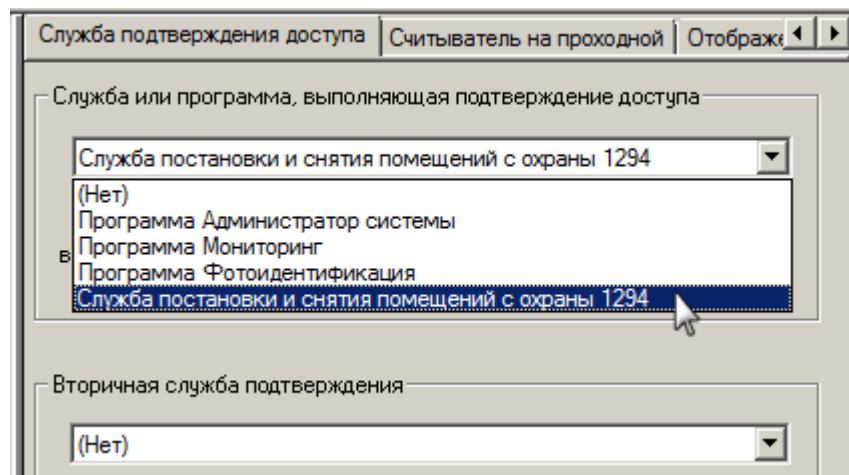 Служба подтверждения доступа Считыватель на проходной Отображе
Служба или программа, выполняющая подтверждение доступа
Служба постановки и снятия помещений с охраны 1294
(Нет)
Программа Администратор системы
Программа Мониторинг
Программа Фотоидентификация
Служба постановки и снятия помещений с охраны 1294
Вторичная служба подтверждения
(Нет)